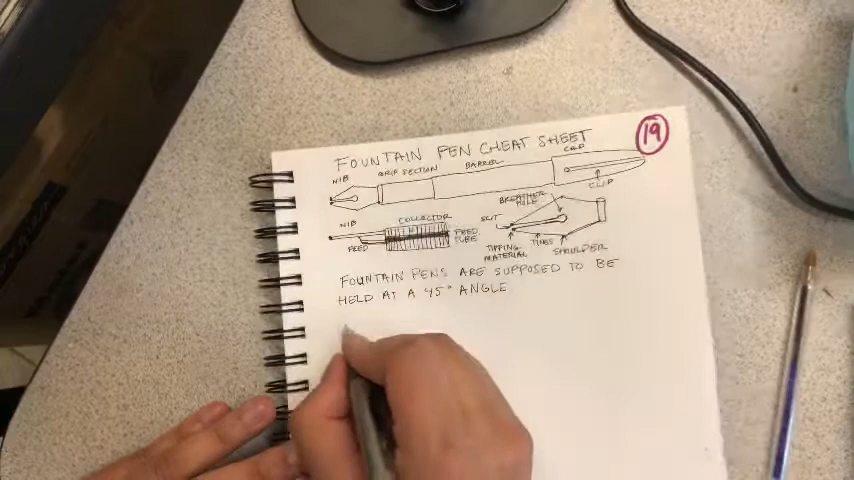 FOUNTAIN PEN CHEAT SHEET
19
NIB GRIP SECTION BARREL CAP
CLIP
NIB COLLECTOR
FEED FEED TUBE
BREATHER HOLE
SLIT
TIPPING MATERIAL TINES SHOULDER
FOUNTAIN PENS ARE SUPPOSED TO BE
HELD AT A 45° ANGLE